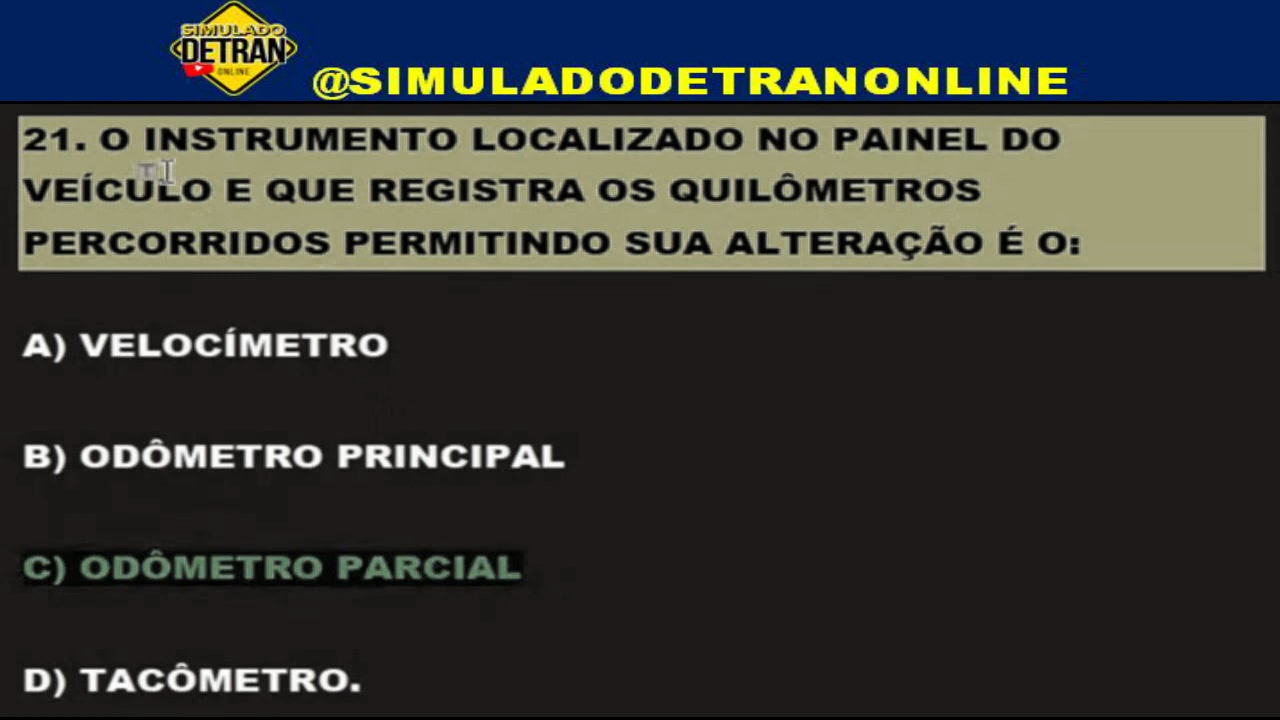 SIMULADO
DETRAN
ONLINE
@SIMULADODETRANONLINE
21. O INSTRUMENTO LOCALIZADO NO PAINEL DO
VEÍCULO E QUE REGISTRA OS QUILÔMETROS
PERCORRIDOS PERMITINDO SUA ALTERAÇÃO É O:
A) VELOCÍMETRO
B) ODÔMETRO PRINCIPAL
C) ODÔMETRO PARCIAL
D) TACÔMETRO.